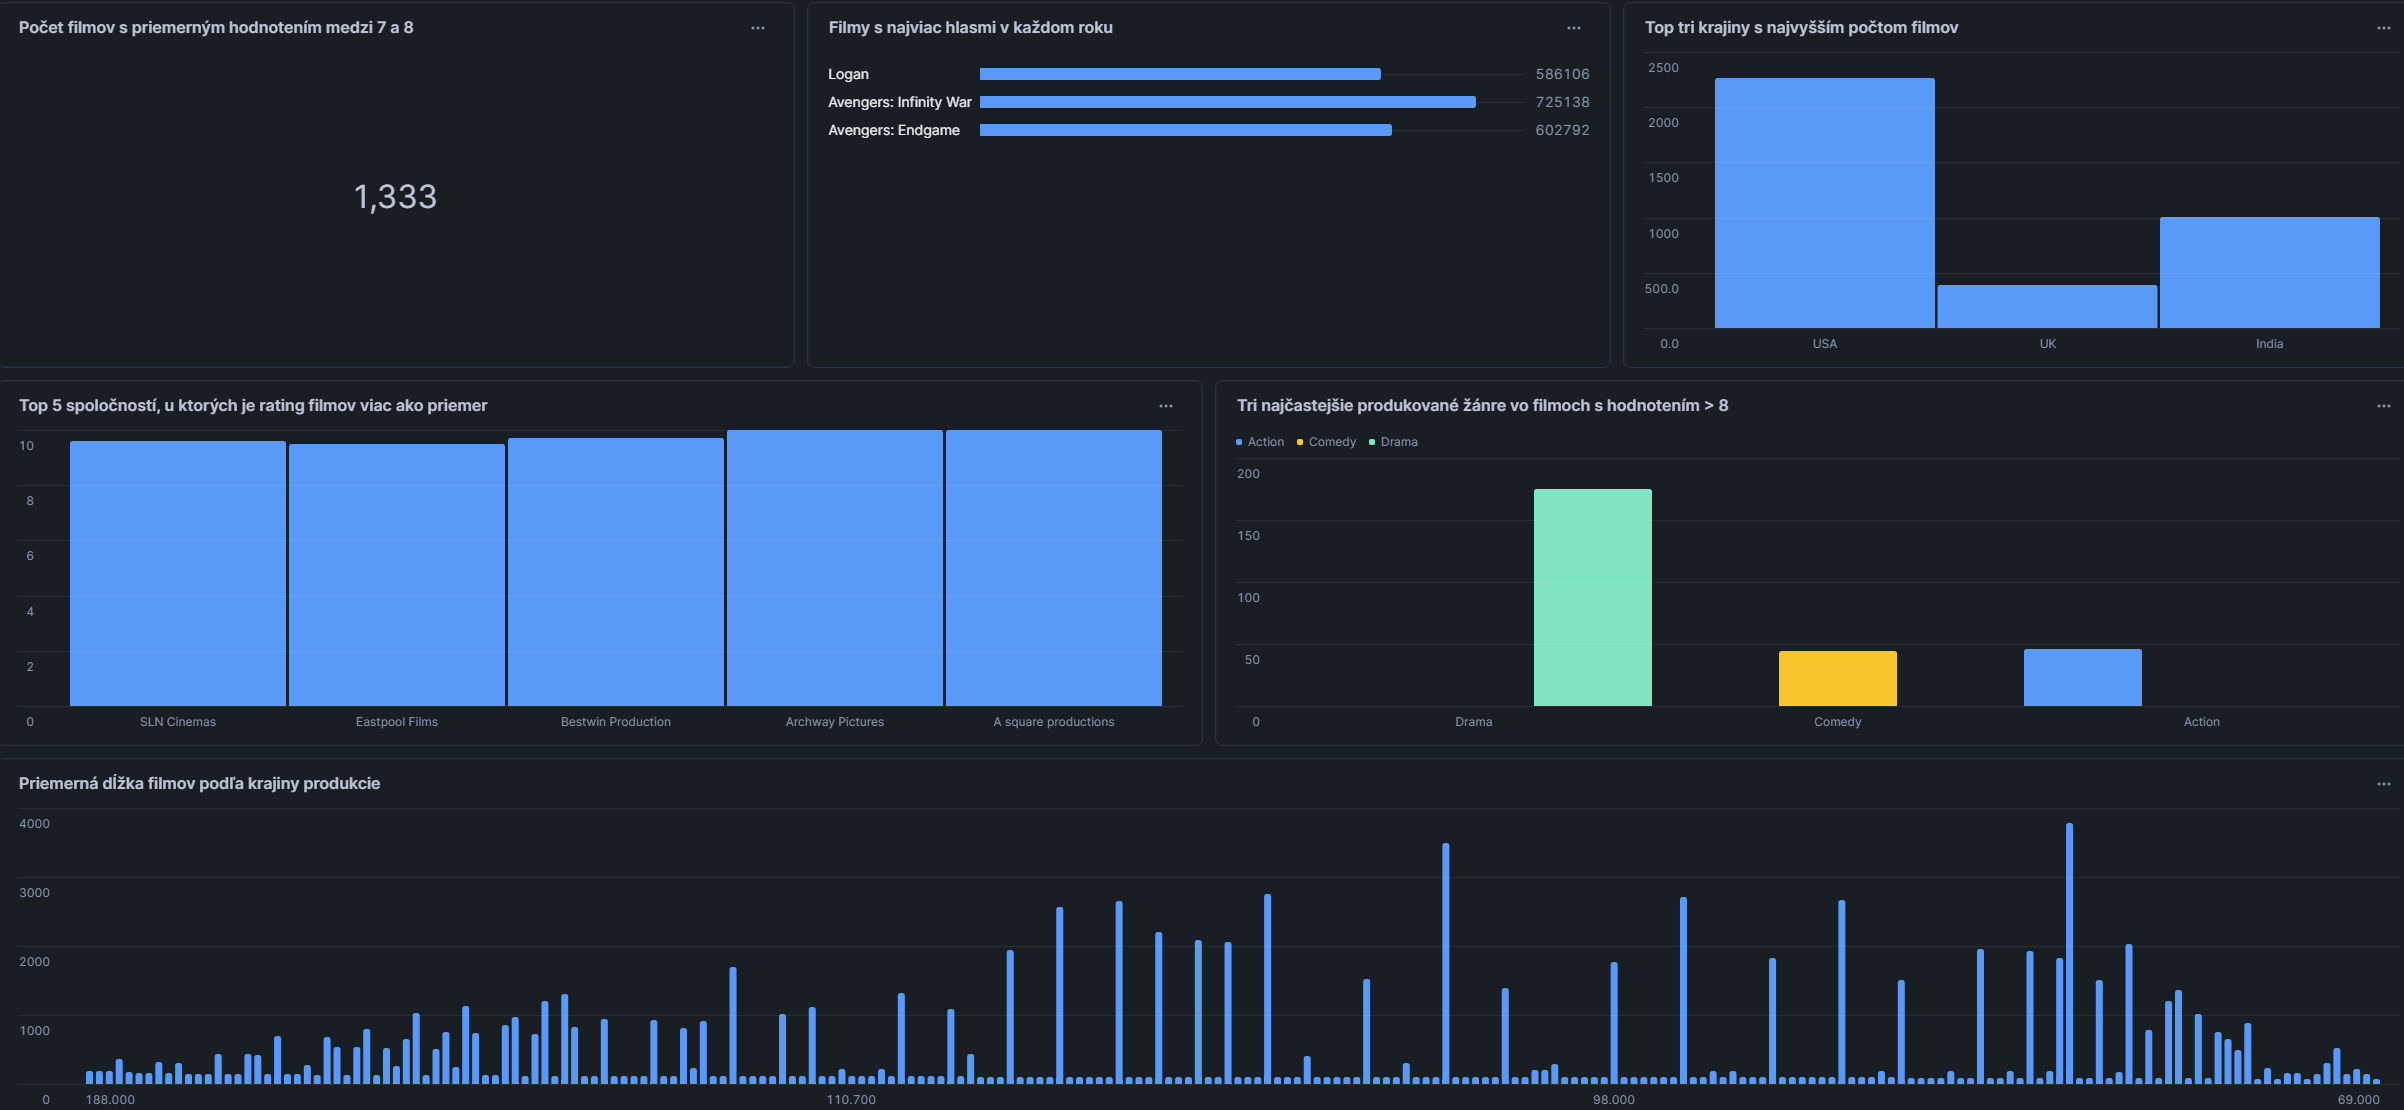 Počet filmov s priemerným hodnotením medzi 7 a 8
1,333
Filmy s najviac hlasmi v každom roku
Logan 586106
Avengers: Infinity War 725138
Avengers: Endgame 602792
Top tri krajiny s najvyšším počtom filmov
2500
2000
1500
1000
500.0
0.0
USA UK India
Top 5 spoločností, u ktorých je rating filmov viac ako priemer
10
8
6
4
2
0
SLN Cinemas Eastpool Films Bestwin Production Archway Pictures A square productions
Tri najčastejšie produkované žánre vo filmoch s hodnotením > 8
Action Comedy Drama
200
150
100
50
0
Drama Comedy Action
Priemerná dĺžka filmov podľa krajiny produkcie
4000
3000
2000
1000
0
188.000 110.700 98.000 69.000